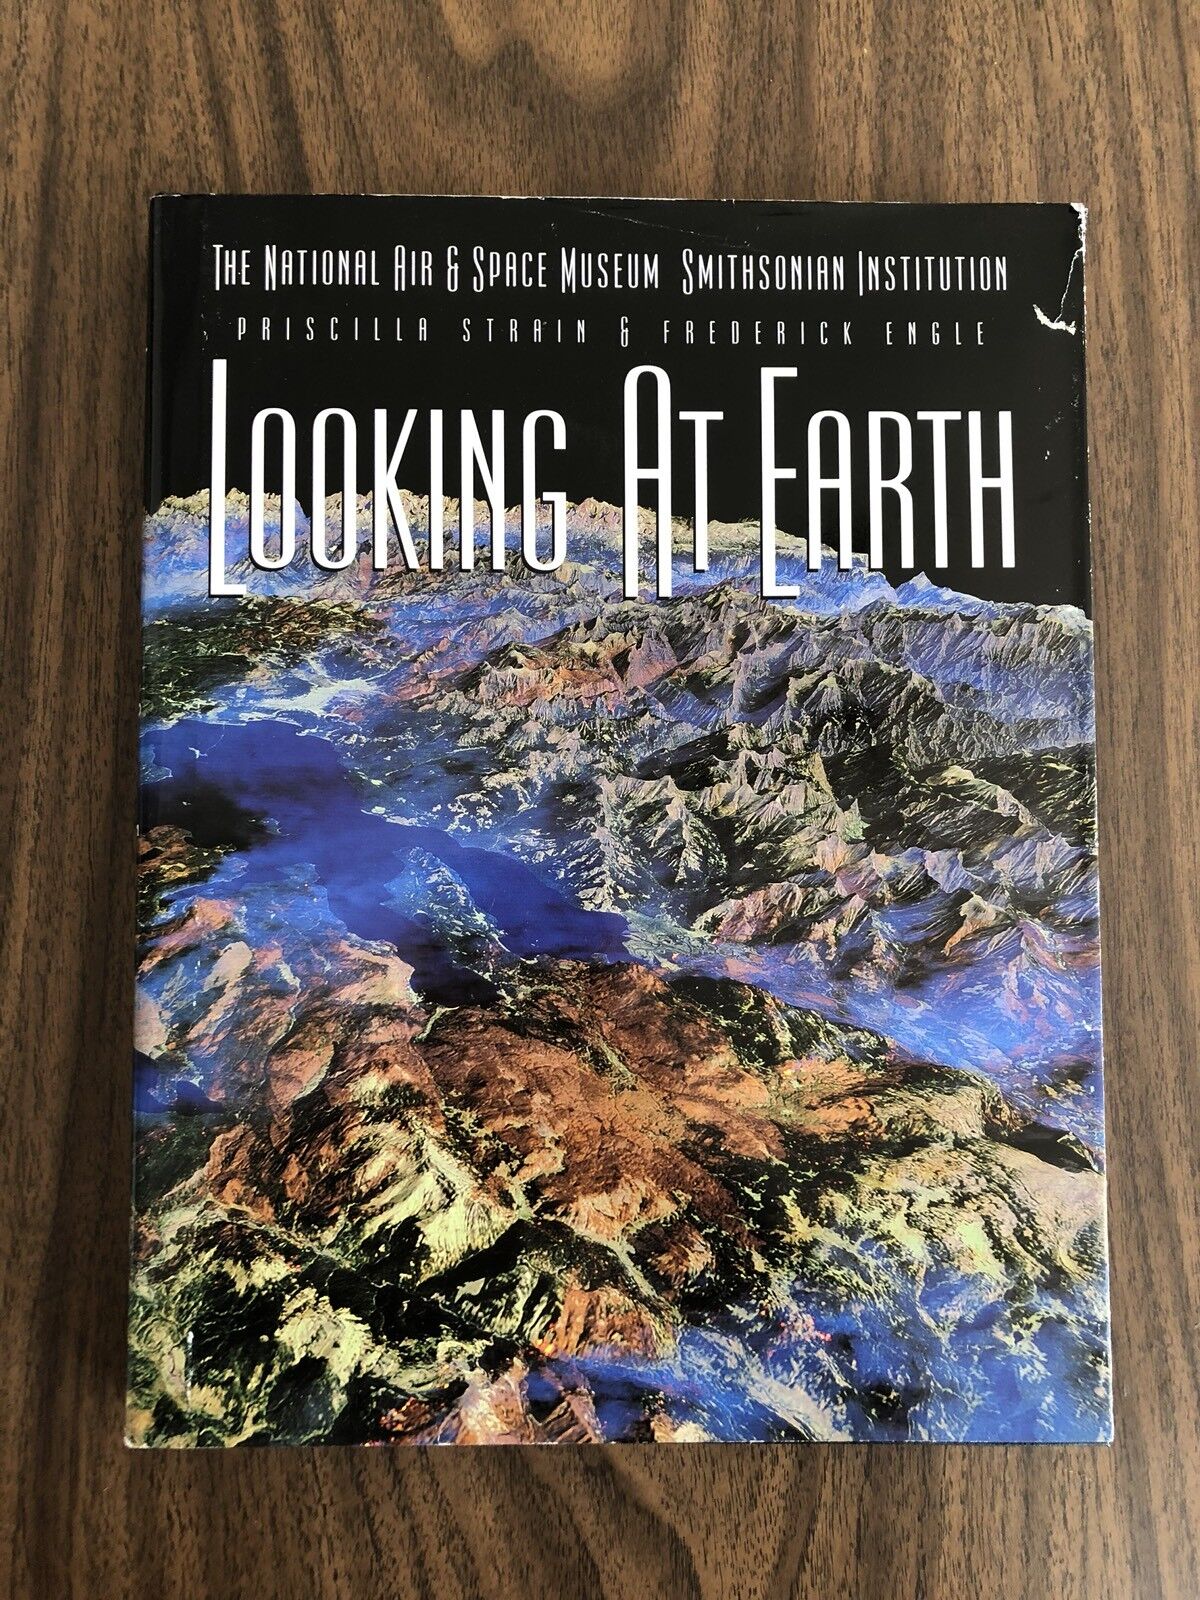 The National Air & Space Museum Smithsonian Institution
PRISCILLA STRAIN & FREDERICK ENGLE
Looking At Earth